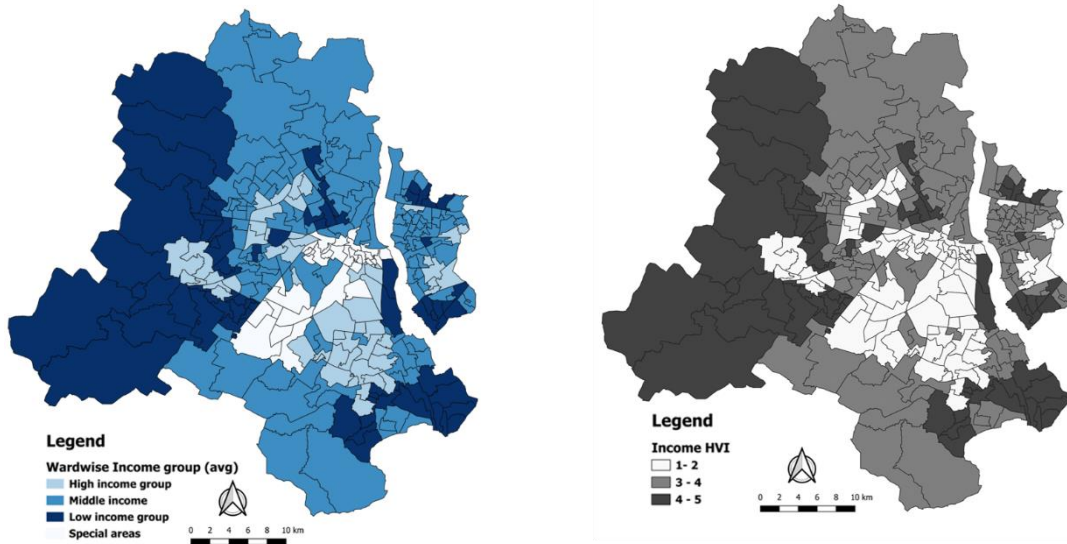 Legend
Wardwise Income group (avg)
High income group
Middle income
Low income group
Special areas
0 2 4 6 8 10 km
Legend
Income HVI
1- 2
3 - 4
4 - 5
0 2 4 6 8 10 km